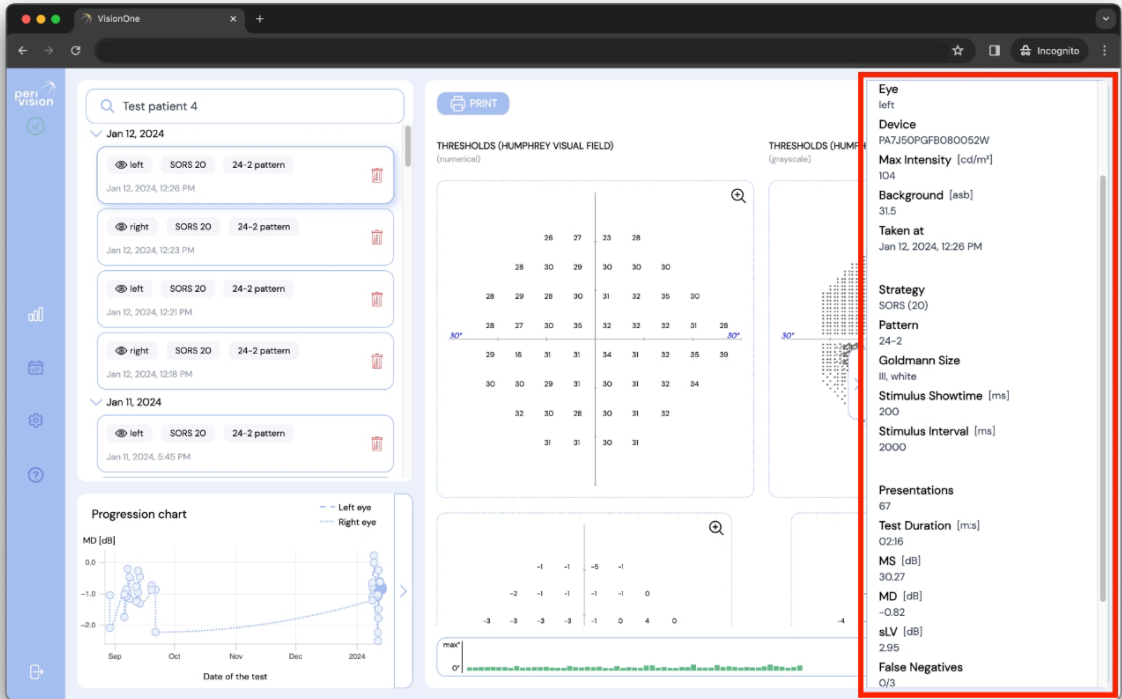 VisionOne
Incognito
peri
vision
Test patient 4
Jan 12, 2024
left SORS 20 24-2 pattern
Jan 12, 2024, 12:26 PM
right SORS 20 24-2 pattern
Jan 12, 2024, 12:23 PM
left SORS 20 24-2 pattern
Jan 12, 2024, 12:21 PM
right SORS 20 24-2 pattern
Jan 12, 2024, 12:18 PM
Jan 11, 2024
left SORS 20 24-2 pattern
Jan 11, 2024, 5:45 PM
Progression chart
Left eye
Right eye
MD [dB]
0.0
-1.0
-2.0
Sep Oct Nov Dec 2024
Date of the test
PRINT
THRESHOLDS (HUMPHREY VISUAL FIELD)
(numerical)
26 27 23 28
28 30 29 30 30 30
28 29 28 30 31 32 35 30
28 27 30 35 32 32 32 31 28
30° 30°
29 16 31 31 34 31 32 35 39
30 30 29 31 30 31 32 34
32 30 28 30 31 32
31 31 30 31
THRESHOLDS (HUMPH
(grayscale)
30°
-1 -1 -5 -1
-2 -1 -1 -1 -1 0
-3 -3 -3 -3 -1 0 4 0
-4
max°
0°
Eye
left
Device
PA7J50PGFB080052W
Max Intensity [cd/m²]
104
Background [asb]
31.5
Taken at
Jan 12, 2024, 12:26 PM
Strategy
SORS (20)
Pattern
24-2
Goldmann Size
III, white
Stimulus Showtime [ms]
200
Stimulus Interval [ms]
2000
Presentations
67
Test Duration [m:s]
02:16
MS [dB]
30.27
MD [dB]
-0.82
sLV [dB]
2.95
False Negatives
0/3